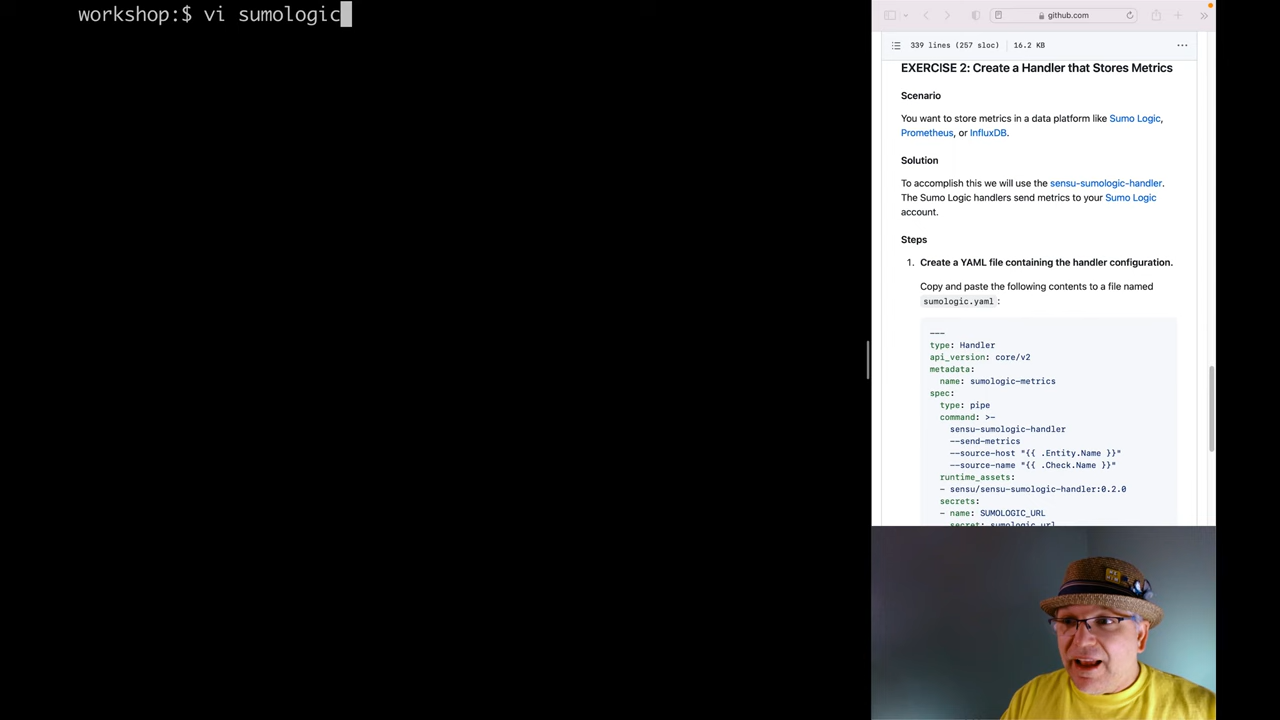 workshop:$ vi sumologic
github.com
339 lines (257 sloc) 16.2 KB
EXERCISE 2: Create a Handler that Stores Metrics
Scenario
You want to store metrics in a data platform like Sumo Logic,
Prometheus, or InfluxDB.
Solution
To accomplish this we will use the sensu-sumologic-handler.
The Sumo Logic handlers send metrics to your Sumo Logic
account.
Steps
1. Create a YAML file containing the handler configuration.
Copy and paste the following contents to a file named
sumologic.yaml:
---
type: Handler
api_version: core/v2
metadata:
name: sumologic-metrics
spec:
type: pipe
command: >-
sensu-sumologic-handler
--send-metrics
--source-host "{{ .Entity.Name }}"
--source-name "{{ .Check.Name }}"
runtime_assets:
- sensu/sensu-sumologic-handler:0.2.0
secrets:
- name: SUMOLOGIC_URL
secret: sumologic_url